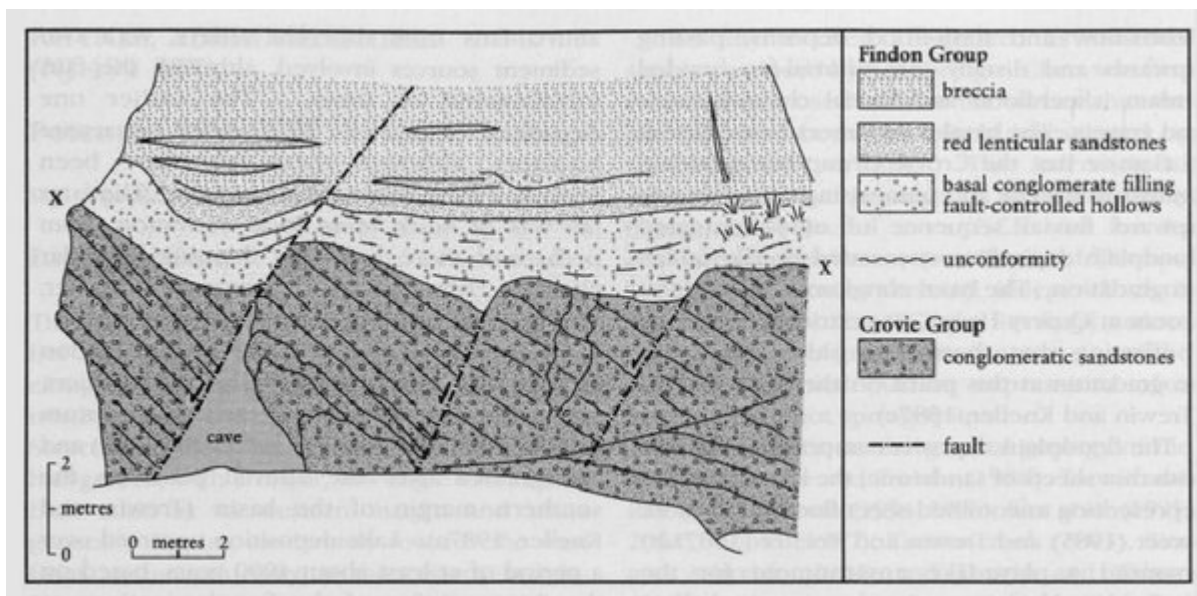 Findon Group
breccia
red lenticular sandstones
basal conglomerate filling
fault-controlled hollows
unconformity
Crovie Group
conglomeratic sandstones
fault
X
X
cave
2
metres
0
0 metres 2